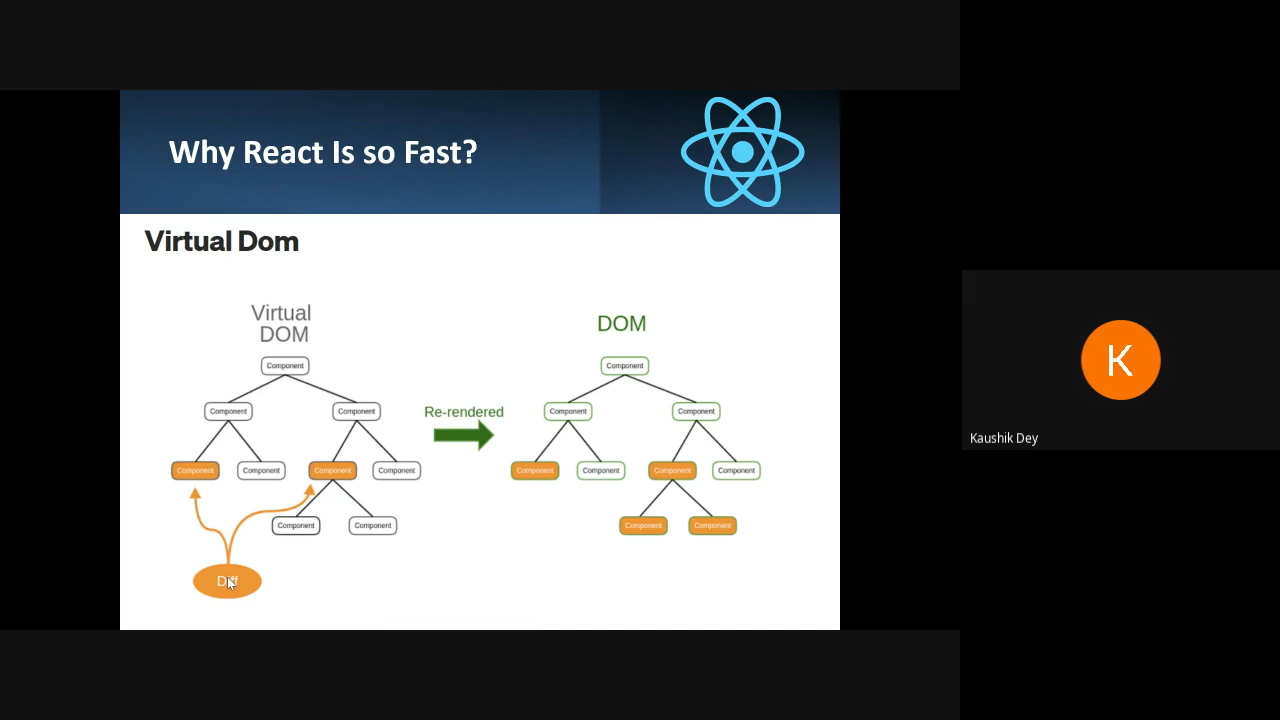 Why React Is so Fast?
Virtual Dom
Virtual
DOM
DOM
Component
Component
Component
Component
Component
Re-rendered
Component
Component
Component
Component
Component
Component
Component
Component
Component
Component
Component
Component
Component
Diff
K
Kaushik Dey